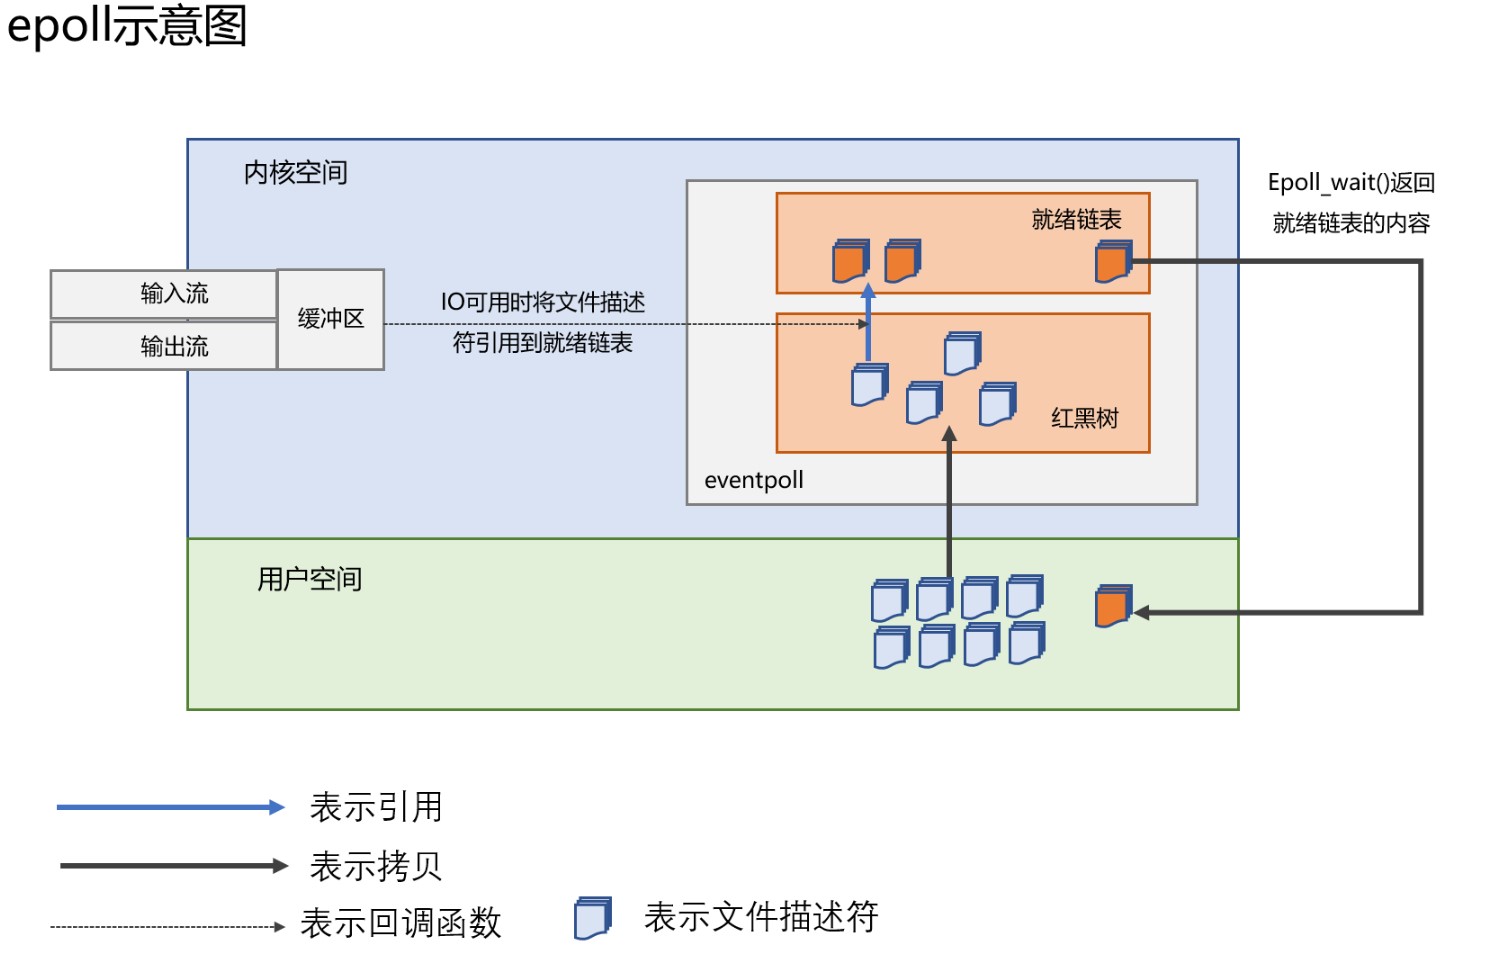 epoll示意图
内核空间
Epoll_wait()返回
就绪链表的内容
就绪链表
输入流
输出流
缓冲区
IO可用时将文件描述
符引用到就绪链表
红黑树
eventpoll
用户空间
表示引用
表示拷贝
表示回调函数
表示文件描述符